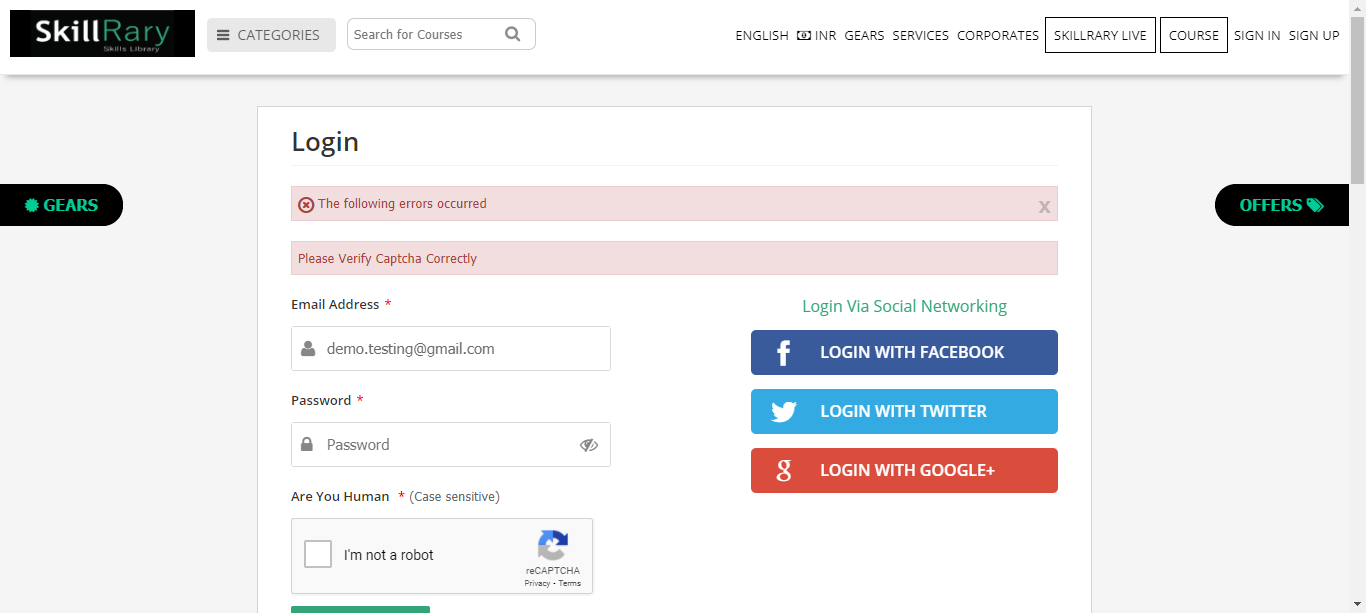 SkillRary
Skills Library
CATEGORIES
Search for Courses
ENGLISH INR GEARS SERVICES CORPORATES SKILLRARY LIVE COURSE SIGN IN SIGN UP
Login
The following errors occurred
x
Please Verify Captcha Correctly
GEARS
OFFERS
Email Address *
demo.testing@gmail.com
Password *
Password
Are You Human * (Case sensitive)
I'm not a robot
reCAPTCHA
Privacy - Terms
Login Via Social Networking
LOGIN WITH FACEBOOK
LOGIN WITH TWITTER
LOGIN WITH GOOGLE+